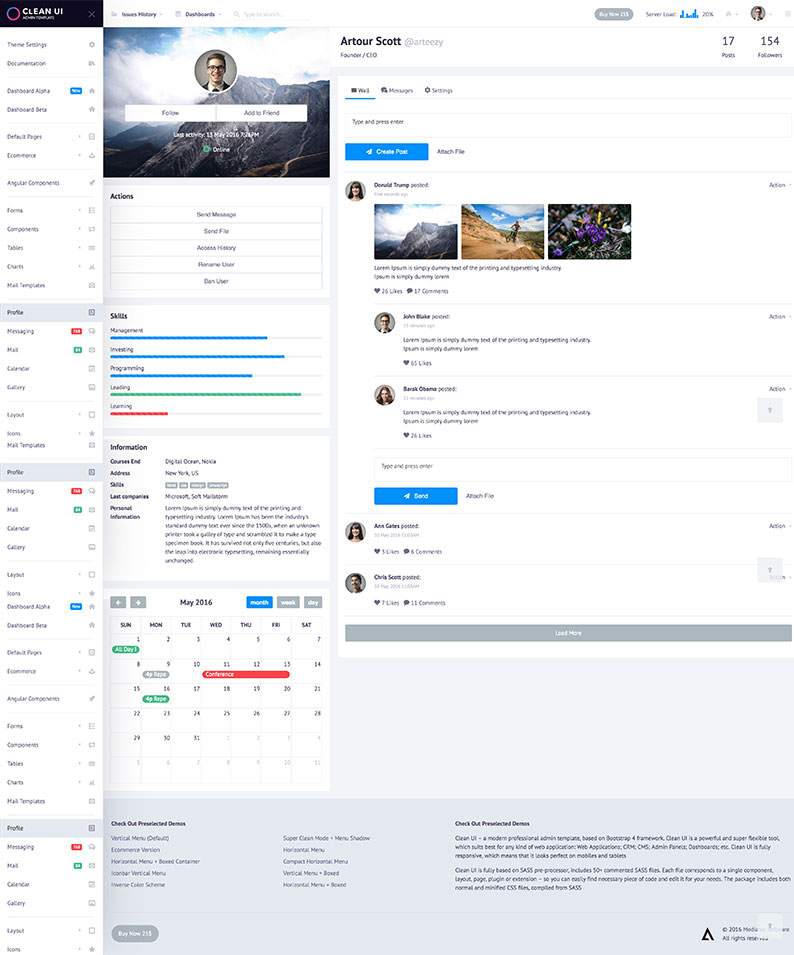 CLEAN UI
ADMIN TEMPLATE
Issues History
Dashboards
Type to search...
Buy Now 25$
Server Load:
20%
Theme Settings
Documentation
Dashboard Alpha
New
Dashboard Beta
Default Pages
Ecommerce
Angular Components
Forms
Components
Tables
Charts
Mail Templates
Profile
Messaging
Mail
84
Calendar
Gallery
Layout
Icons
Mail Templates
Profile
Messaging
Mail
84
Calendar
Gallery
Layout
Icons
Dashboard Alpha
New
Dashboard Beta
Default Pages
Ecommerce
Angular Components
Forms
Components
Tables
Charts
Mail Templates
Profile
Messaging
Mail
84
Calendar
Gallery
Layout
Icons
Follow
Add to Friend
Last activity: 13 May 2016 7:26PM
Online
Actions
Send Message
Send File
Access History
Rename User
Ban User
Skills
Management
Investing
Programming
Leading
Learning
Information
Courses End
Digital Ocean, Nokia
Address
New York, US
Skills
Last companies
Microsoft, Soft Mailstorm
Personal
Information
Lorem Ipsum is simply dummy text of the printing and
typesetting industry. Lorem Ipsum has been the industry's
standard dummy text ever since the 1500s, when an unknown
printer took a galley of type and scrambled it to make a type
specimen book. It has survived not only five centuries, but also
the leap into electronic typesetting, remaining essentially
unchanged
May 2016
month
week
day
SUN MON TUE WED THU FRI SAT
1 2 3 4 5 6 7
All Day
8 9 10 11 12 13 14
4p Repe
Conference
15 16 17 18 19 20 21
4p Repe
22 23 24 25 26 27 28
29 30 31 1 2 3 4
5 6 7 8 9 10 11
Artour Scott @arteezy
Founder / CEO
17
Posts
154
Followers
Wall
Messages
Settings
Type and press enter
Create Post
Attach File
Donald Trump posted:
Action
Five seconds ago
Lorem Ipsum is simply dummy text of the printing and typesetting industry.
Ipsum is simply dummy lorem
26 Likes
17 Comments
John Blake posted:
Action
Lorem Ipsum is simply dummy text of the printing and typesetting industry.
Ipsum is simply dummy lorem
65 Likes
Barak Obama posted:
Action
Lorem Ipsum is simply dummy text of the printing and typesetting industry.
Ipsum is simply dummy lorem
26 Likes
Type and press enter
Send
Attach File
Ann Gates posted:
Action
3 Likes
6 Comments
Chris Scott posted:
Action
7 Likes
11 Comments
Load More
Check Out Preselected Demos
Vertical Menu (Default)
Ecommerce Version
Horizontal Menu + Boxed Container
Iconbar Vertical Menu
Inverse Color Scheme
Super Clean Mode + Menu Shadow
Horizontal Menu
Compact Horizontal Menu
Vertical Menu + Boxed
Horizontal Menu + Boxed
Check Out Preselected Demos
Clean UI – a modern professional admin template, based on Bootstrap 4 framework. Clean UI is a powerful and super flexible tool,
which suits best for any kind of web application: Web Applications; CRM; CMS; Admin Panels; Dashboards; etc. Clean UI is fully
responsive, which means that it looks perfect on mobiles and tablets
Clean UI is fully based on SASS pre-processor, includes 50+ commented SASS files. Each file corresponds to a single component,
layout, page, plugin or extension – so you can easily find necessary piece of code and edit it for your needs. The package includes both
normal and minified CSS files, compiled from SASS
Buy Now 25$
© 2016
All rights